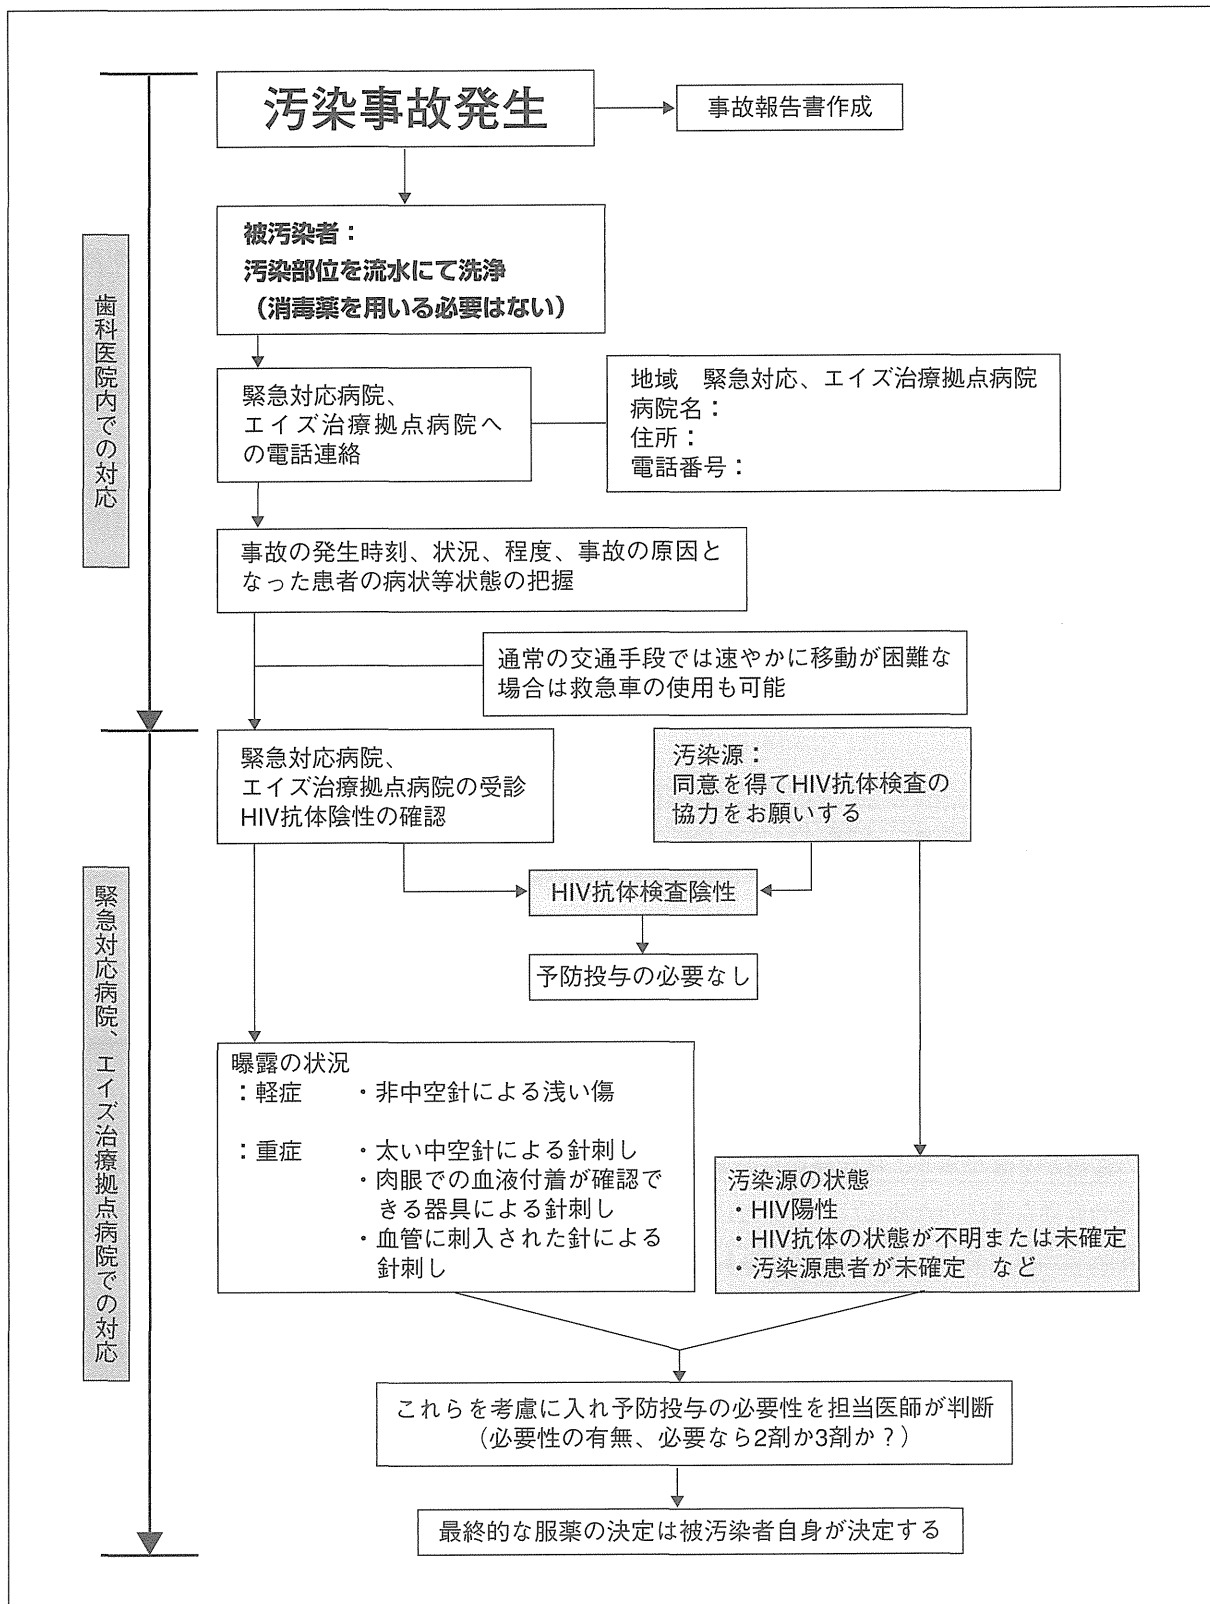 汚染事故発生
事故報告書作成
被汚染者：
汚染部位を流水にて洗浄
（消毒薬を用いる必要はない）
歯科医院内での対応
緊急対応病院、
エイズ治療拠点病院へ
の電話連絡
地域　緊急対応、エイズ治療拠点病院
病院名：
住所：
電話番号：
事故の発生時刻、状況、程度、事故の原因と
なった患者の病状等状態の把握
通常の交通手段では速やかに移動が困難な
場合は救急車の使用も可能
緊急対応病院、
エイズ治療拠点病院の受診
HIV抗体陰性の確認
汚染源：
同意を得てHIV抗体検査の
協力をお願いする
HIV抗体検査陰性
予防投与の必要なし
緊急対応病院、エイズ治療拠点病院での対応
曝露の状況
：軽症　・非中空針による浅い傷
：重症　・太い中空針による針刺し
・肉眼での血液付着が確認で
きる器具による針刺し
・血管に刺入された針による
針刺し
汚染源の状態
・HIV陽性
・HIV抗体の状態が不明または未確定
・汚染源患者が未確定　など
これらを考慮に入れ予防投与の必要性を担当医師が判断
（必要性の有無、必要なら2剤か3剤か？）
最終的な服薬の決定は被汚染者自身が決定する